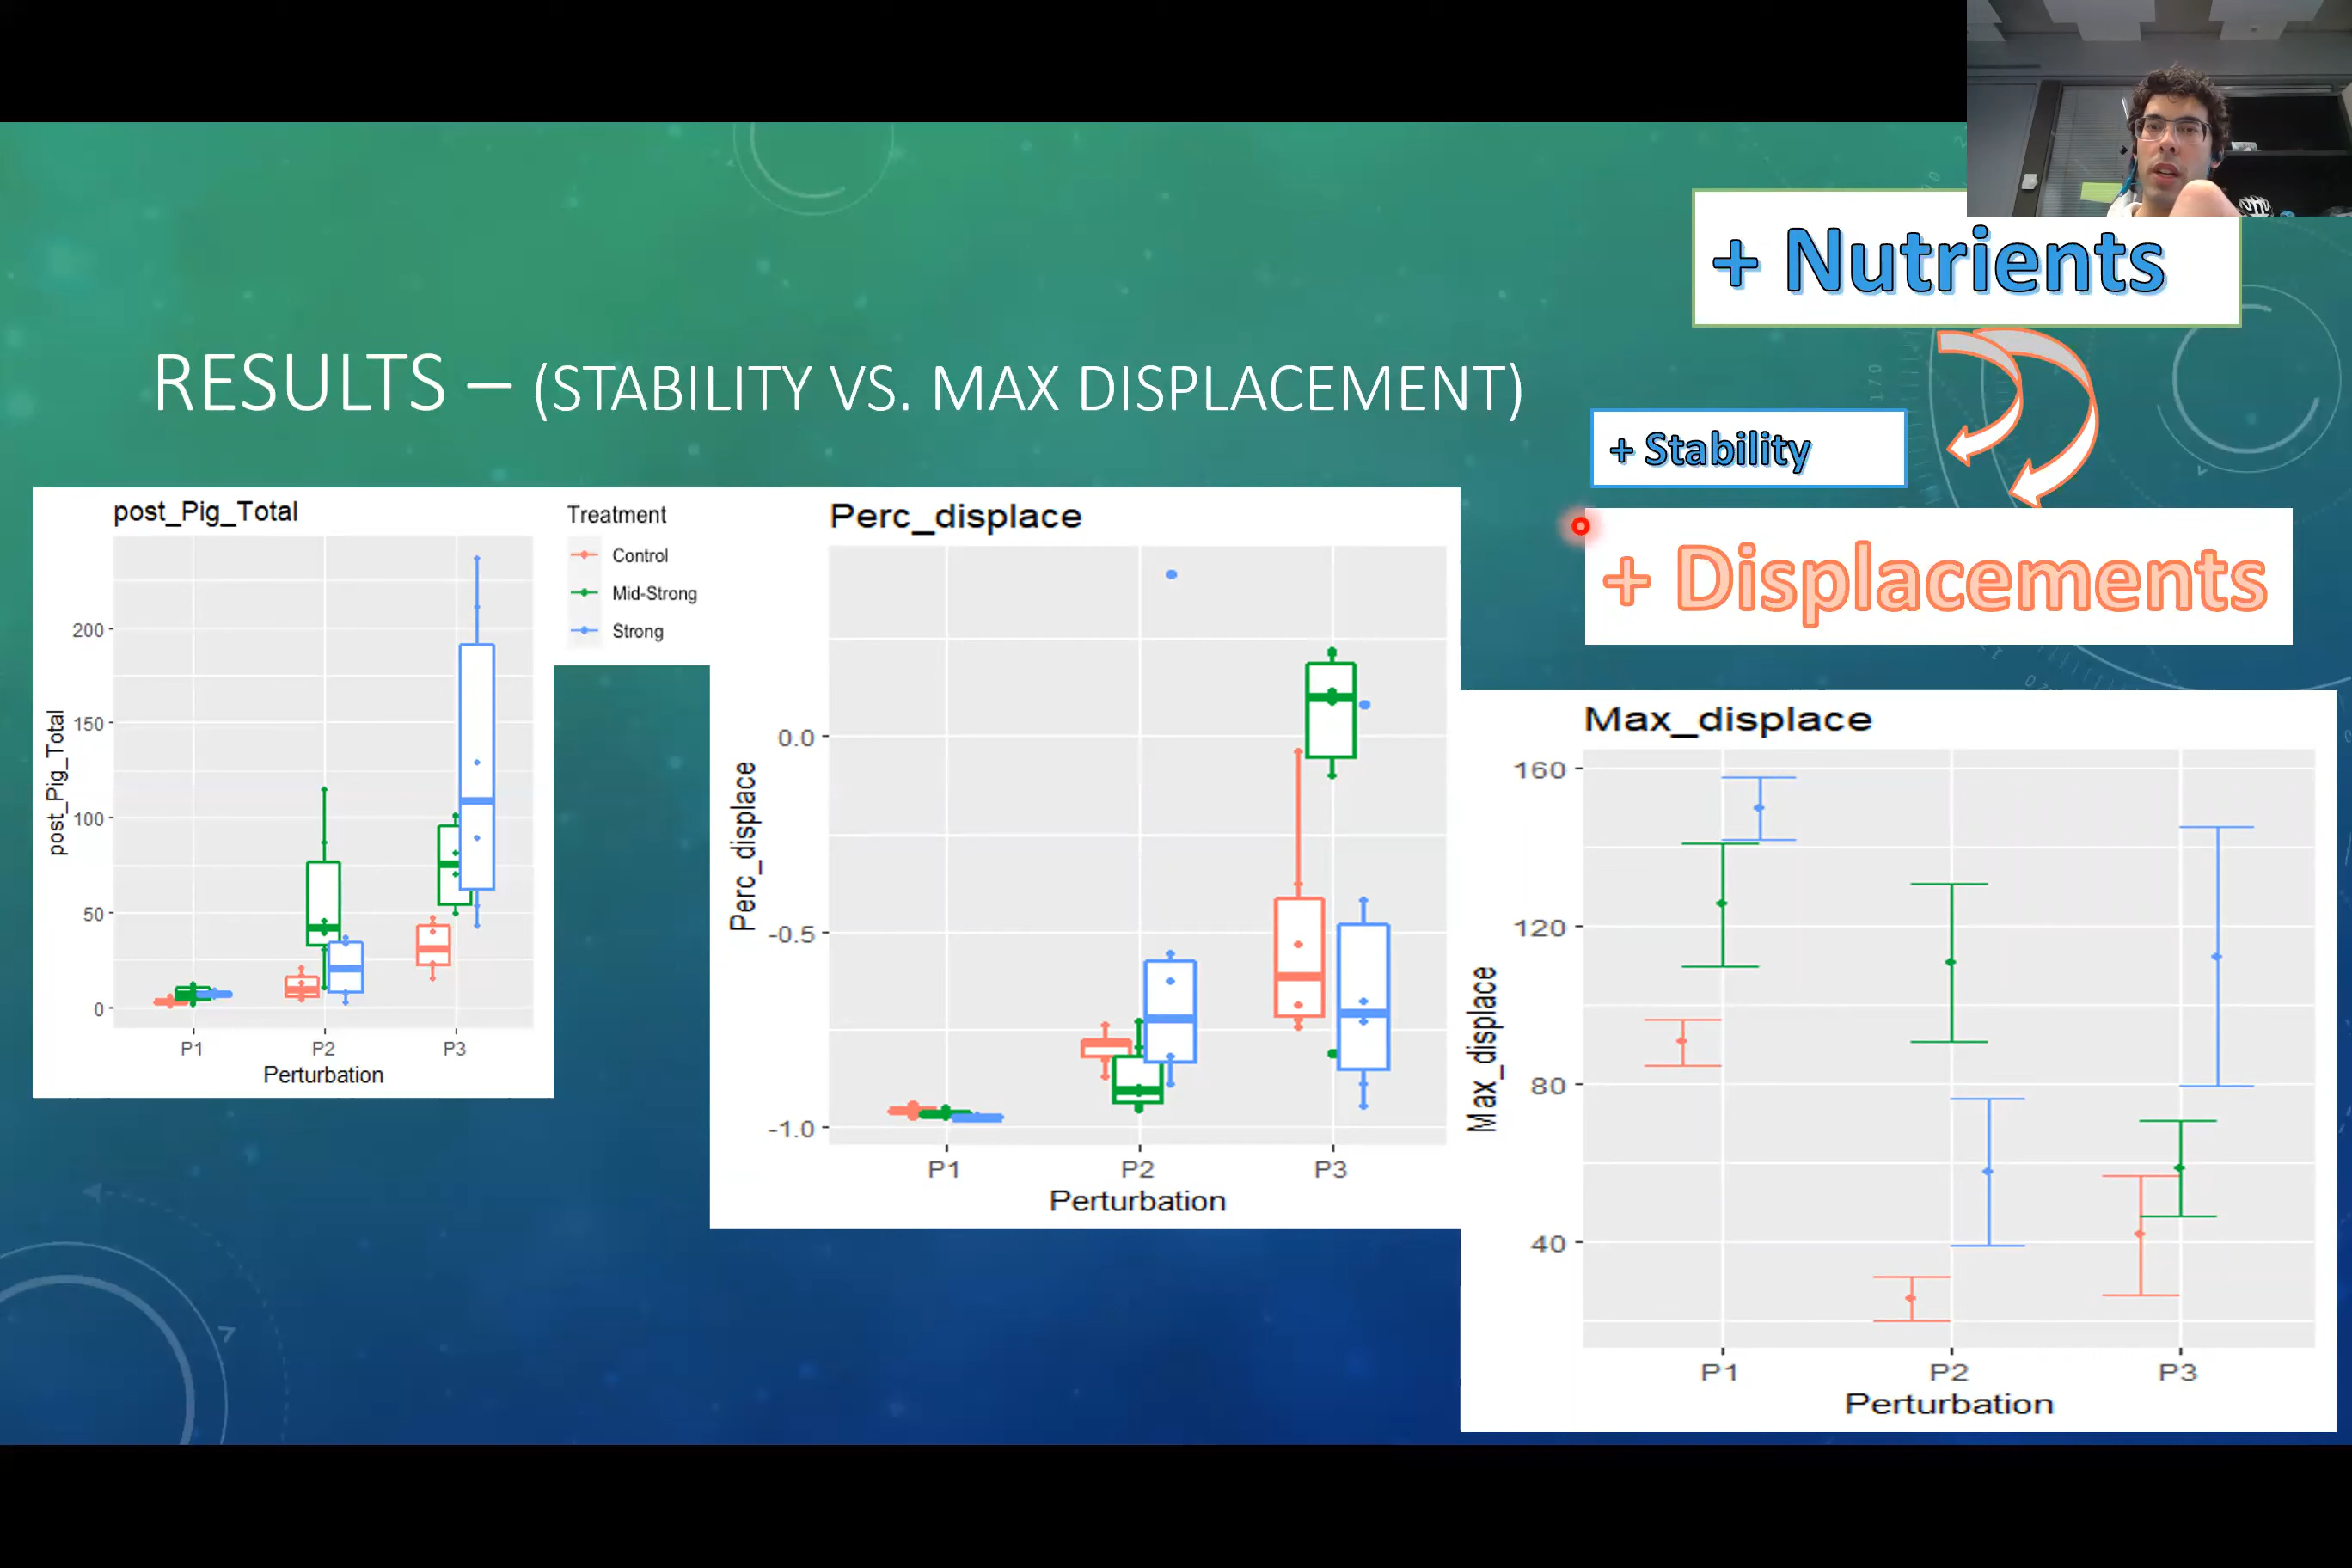 + Nutrients
RESULTS – (STABILITY VS. MAX DISPLACEMENT)
+ Stability
+ Displacements
post_Pig_Total
post_Pig_Total
200
150
100
50
0
P1
P2
P3
Perturbation
Treatment
Control
Mid-Strong
Strong
Perc_displace
Perc_displace
0.0
-0.5
-1.0
P1
P2
P3
Perturbation
Max_displace
Max_displace
160
120
80
40
P1
P2
P3
Perturbation
170